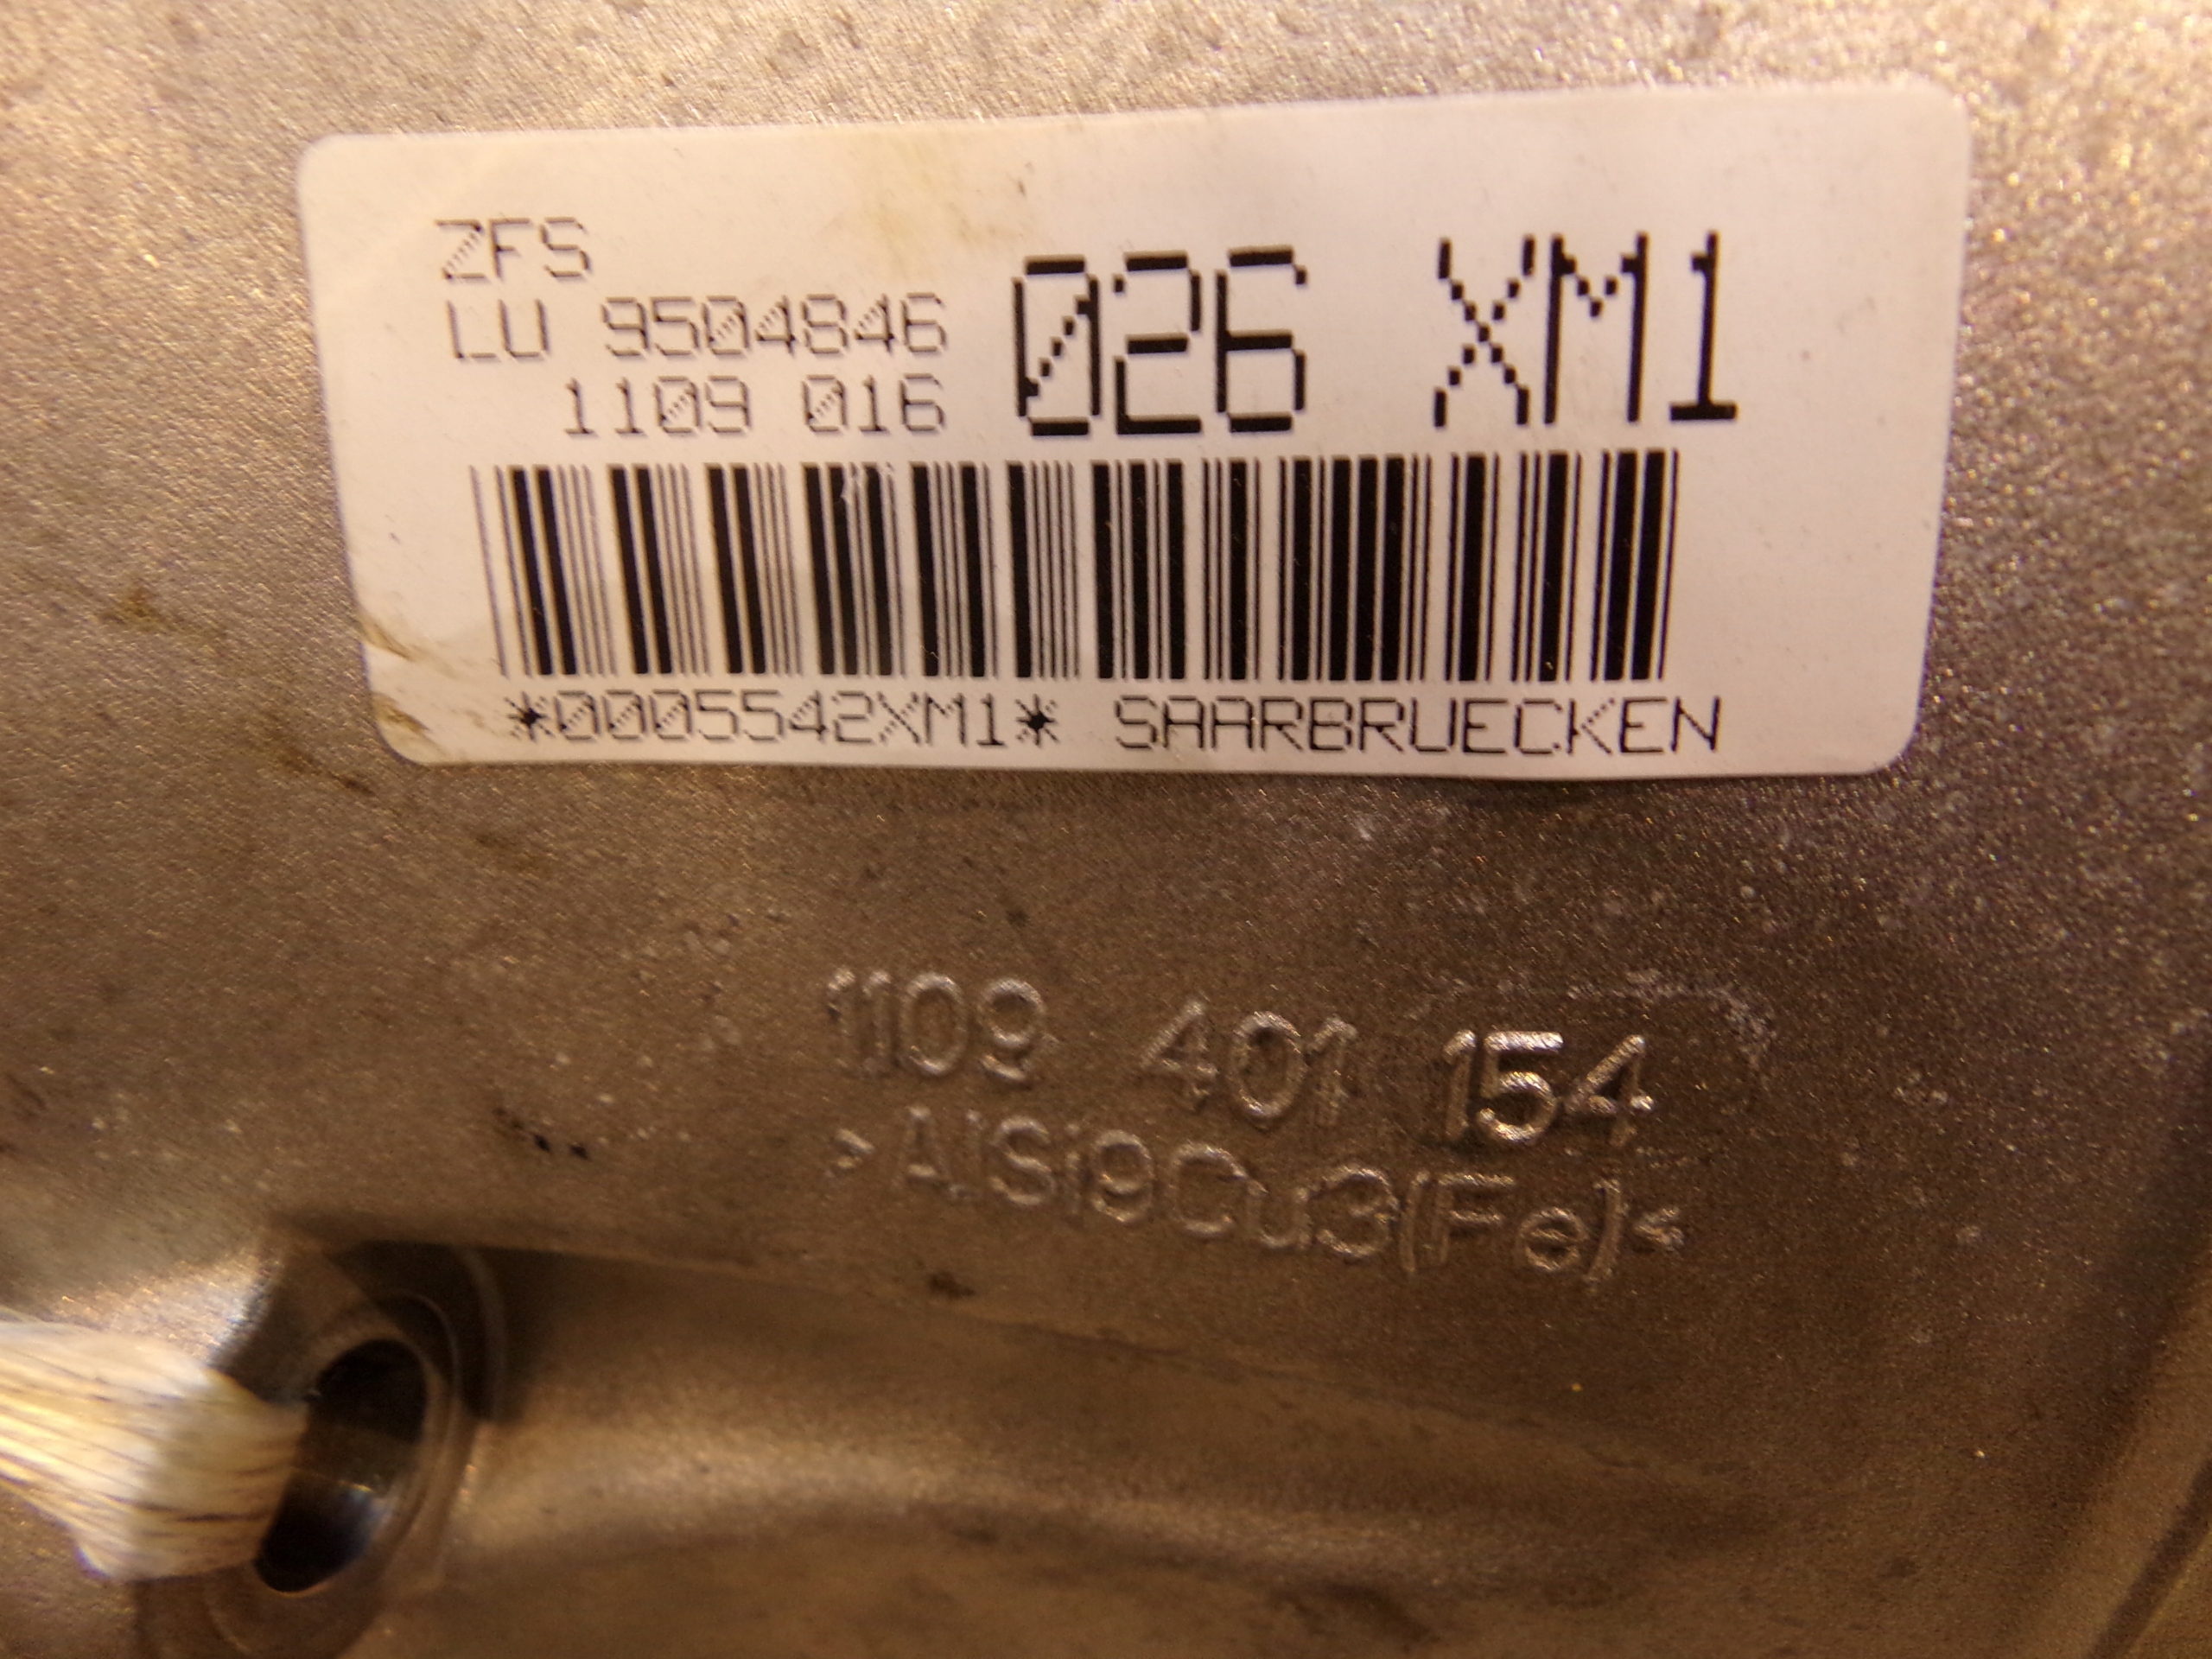 ZFS
LU 9504846 026 XM1
1109 016
*0005542XM1* SAARBRUECKEN
1109 401 154
>AlSi9Cu3(Fe)<